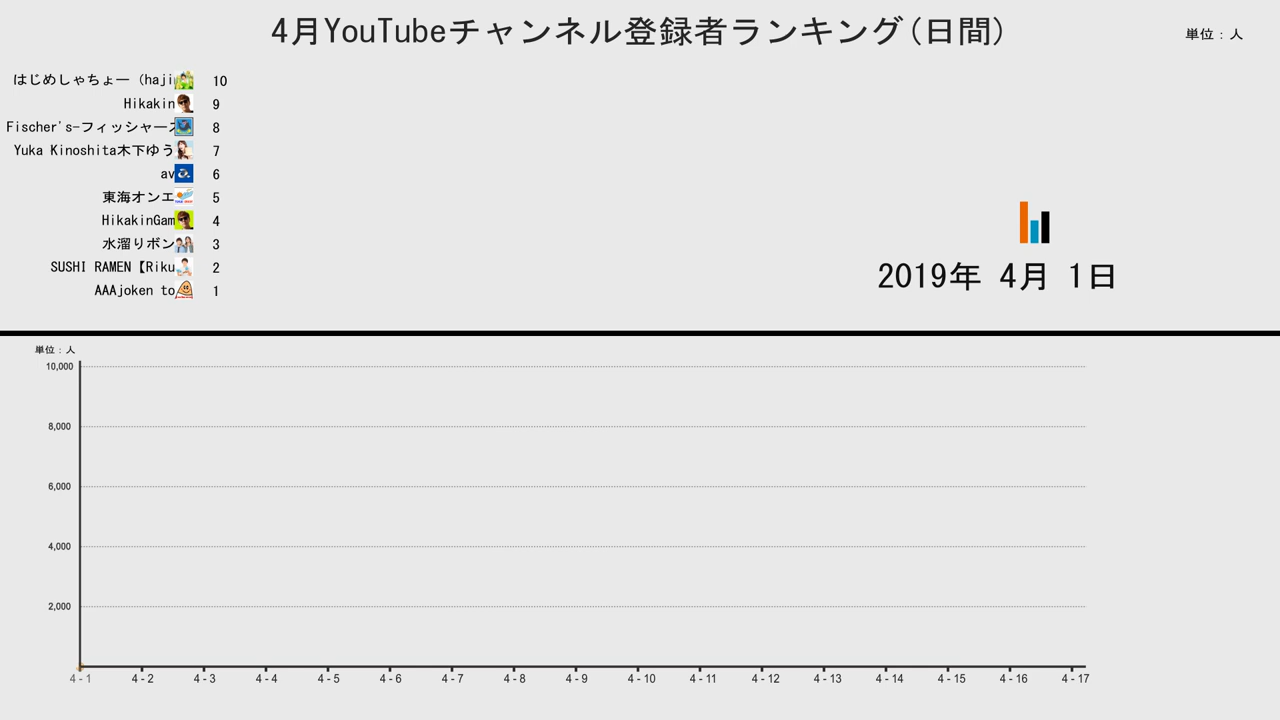 4月YouTubeチャンネル登録者ランキング(日間)
単位：人
はじめしゃちょー（haji 10
Hikakin 9
Fischer's-フィッシャーズ 8
Yuka Kinoshita木下ゆう 7
av 6
東海オンエ 5
HikakinGam 4
水溜りボン 3
SUSHI RAMEN【Riku 2
AAAjoken to 1
2019年 4月 1日
単位：人
10,000
8,000
6,000
4,000
2,000
4-1 4-2 4-3 4-4 4-5 4-6 4-7 4-8 4-9 4-10 4-11 4-12 4-13 4-14 4-15 4-16 4-17